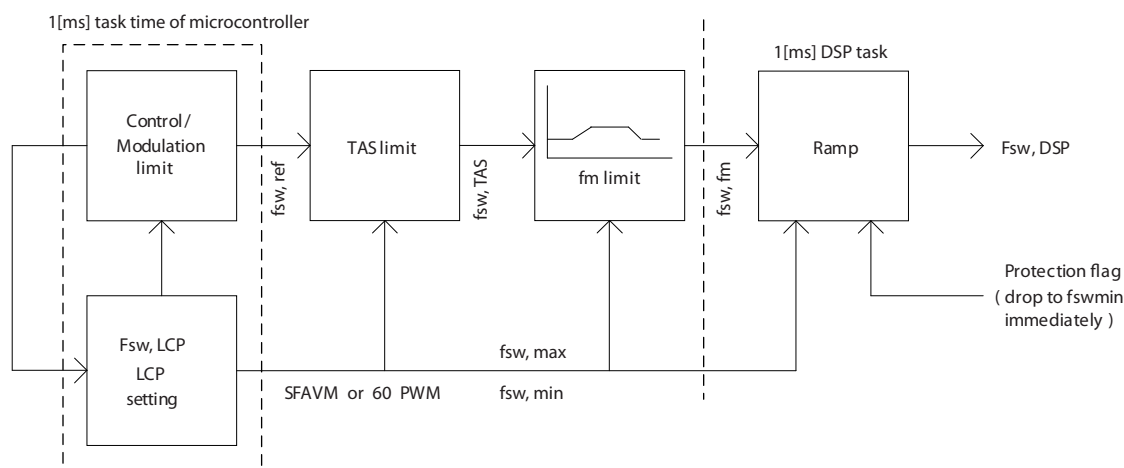 1[ms] task time of microcontroller
Control/
Modulation
limit
fsw, ref
TAS limit
fsw, TAS
fm limit
fsw, fm
1[ms] DSP task
Ramp
Fsw, DSP
Protection flag
( drop to fswmin
immediately )
Fsw, LCP
LCP
setting
SFAVM or 60 PWM
fsw, max
fsw, min